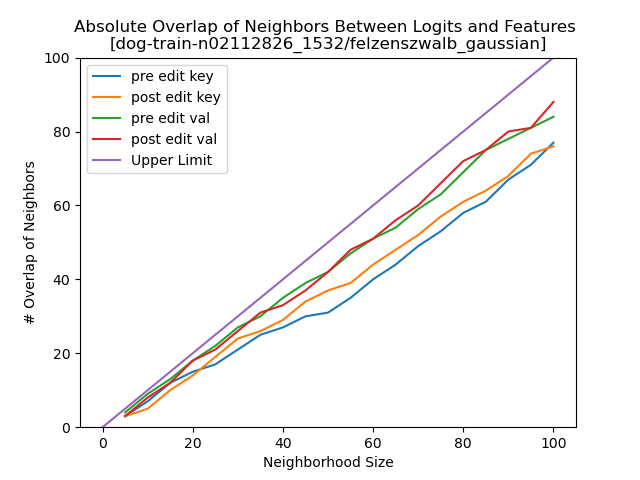 Absolute Overlap of Neighbors Between Logits and Features
[dog-train-n02112826_1532/felzenszwalb_gaussian]
pre edit key
post edit key
pre edit val
post edit val
Upper Limit
# Overlap of Neighbors
100
80
60
40
20
0
0 20 40 60 80 100
Neighborhood Size